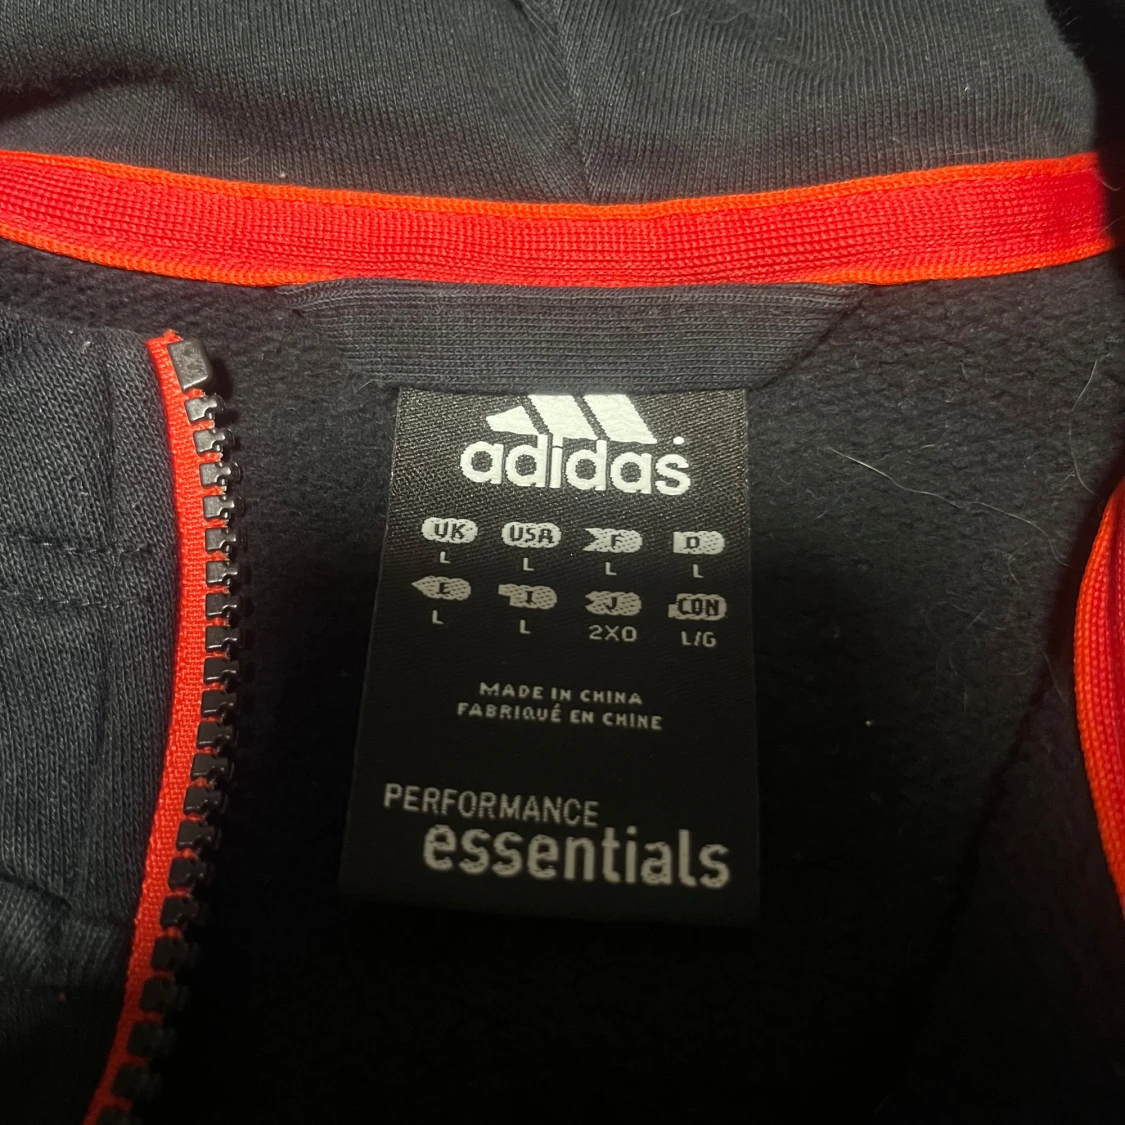 adidas
UK USA F D
L L L L
E I J CON
L L 2XO L/G
MADE IN CHINA
FABRIQUÉ EN CHINE
PERFORMANCE
essentials